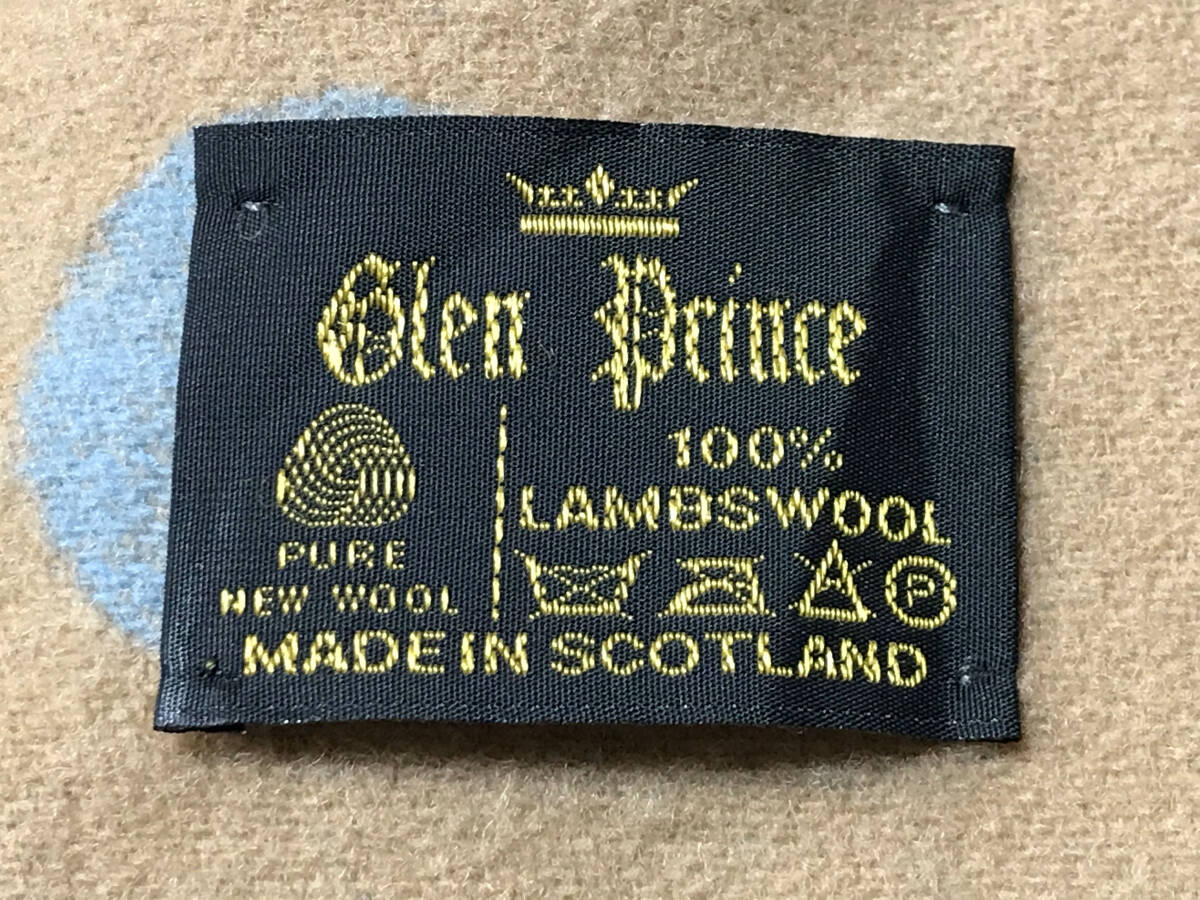 Glen Prince
PURE
NEW WOOL
100%
LAMBSWOOL
A P
MADE IN SCOTLAND